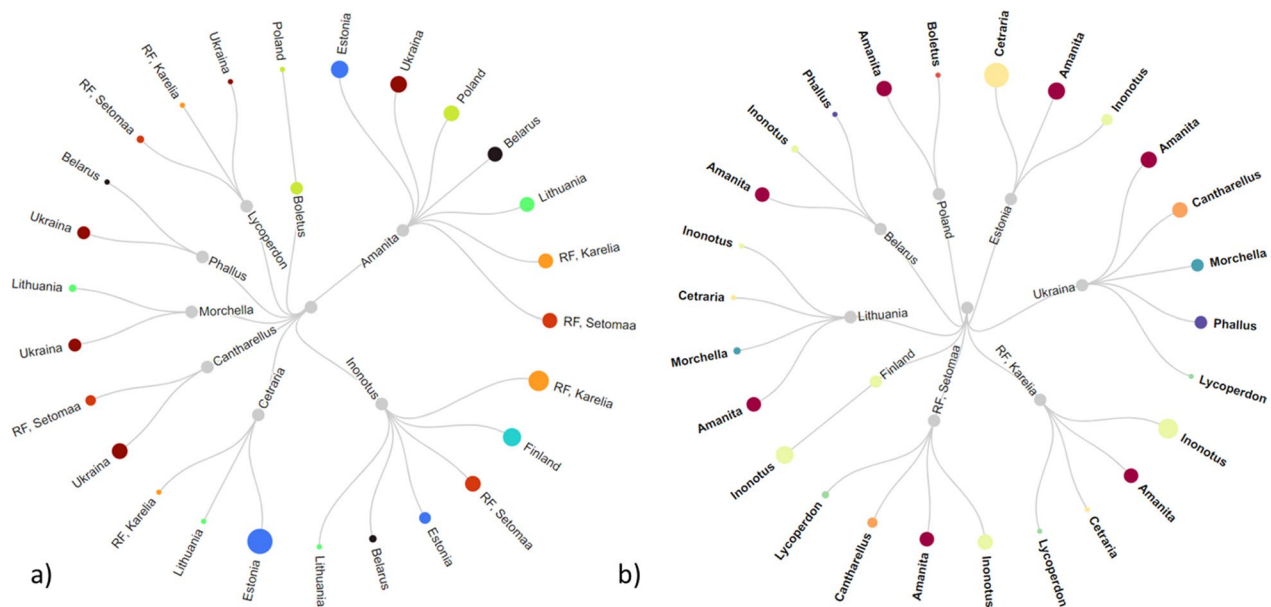 Estonia
Ukraina
Poland
Belarus
Lithuania
RF, Karelia
RF, Setomaa
Amanita
Poland
Boletus
Ukraina
RF, Karelia
RF, Setomaa
Lycoperdon
Belarus
Ukraina
Phallus
Lithuania
Ukraina
Morchella
RF, Setomaa
Ukraina
Cantharellus
RF, Karelia
Lithuania
Estonia
Cetraria
Lithuania
Belarus
Estonia
RF, Setomaa
Finland
RF, Karelia
Inonotus
a)
Cetraria
Amanita
Inonotus
Estonia
Boletus
Amanita
Poland
Phallus
Inonotus
Amanita
Belarus
Inonotus
Cetraria
Morchella
Amanita
Lithuania
Inonotus
Finland
Lycoperdon
Cantharellus
Amanita
Inonotus
RF, Setomaa
Lycoperdon
Cetraria
Amanita
Inonotus
RF, Karelia
Amanita
Cantharellus
Morchella
Phallus
Lycoperdon
Ukraina
b)